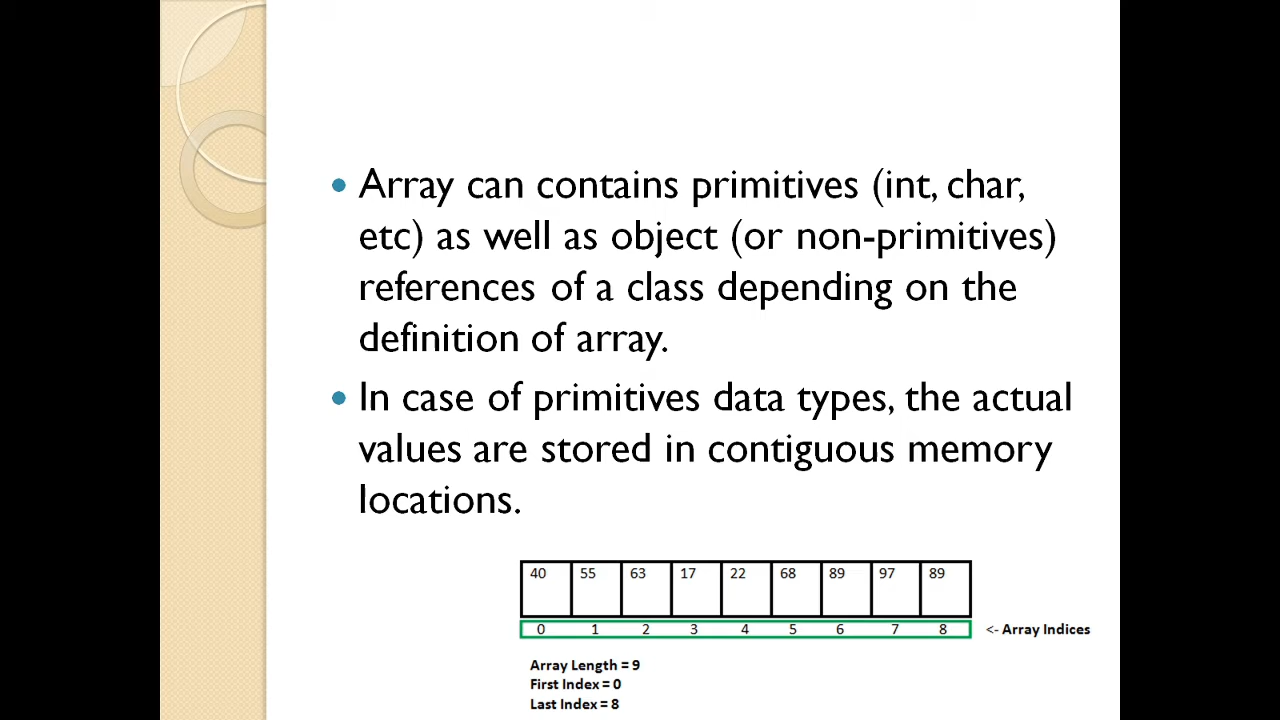 Array can contains primitives (int, char,
etc) as well as object (or non-primitives)
references of a class depending on the
definition of array.
In case of primitives data types, the actual
values are stored in contiguous memory
locations.
40 55 63 17 22 68 89 97 89
0 1 2 3 4 5 6 7 8 <- Array Indices
Array Length = 9
First Index = 0
Last Index = 8